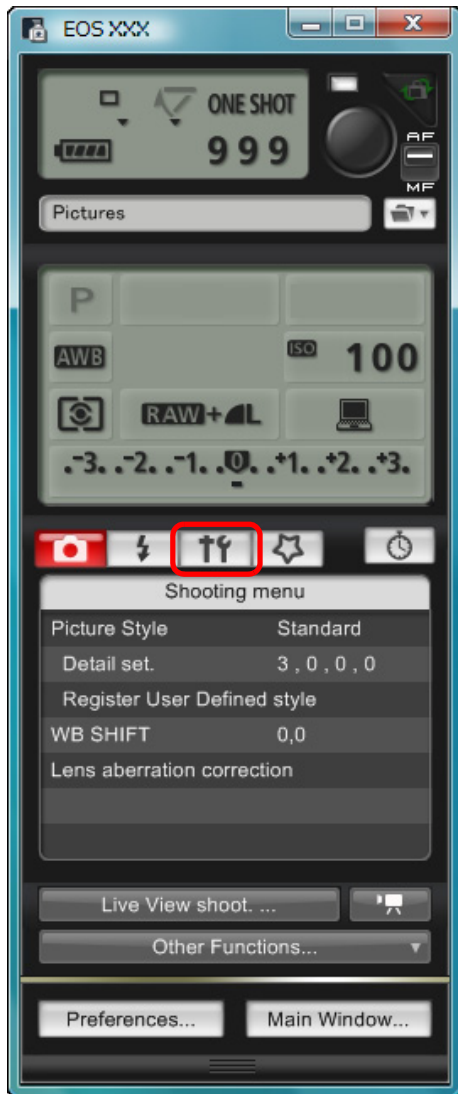 EOS XXX
ONE SHOT
999
AF
MF
Pictures
P
AWB
ISO 100
RAW+L
.-3. .-2. .-1. .0. .+1. .+2. .+3.
Shooting menu
Picture Style Standard
Detail set. 3 , 0 , 0 , 0
Register User Defined style
WB SHIFT 0,0
Lens aberration correction
Live View shoot. ...
Other Functions...
Preferences... Main Window...